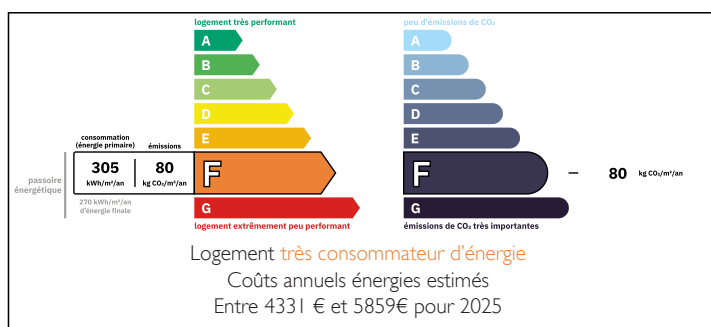 logement très performant
A
B
C
D
E
consommation
(énergie primaire)
émissions
passoire
énergétique
305
kWh/m²/an
80
kg CO₂/m²/an
F
270 kWh/m²/an
d'énergie finale
G
logement extrêmement peu performant
peu d'émissions de CO₂
A
B
C
D
E
F
80 kg CO₂/m²/an
G
émissions de CO₂ très importantes
Logement très consommateur d'énergie
Coûts annuels énergies estimés
Entre 4331 € et 5859€ pour 2025